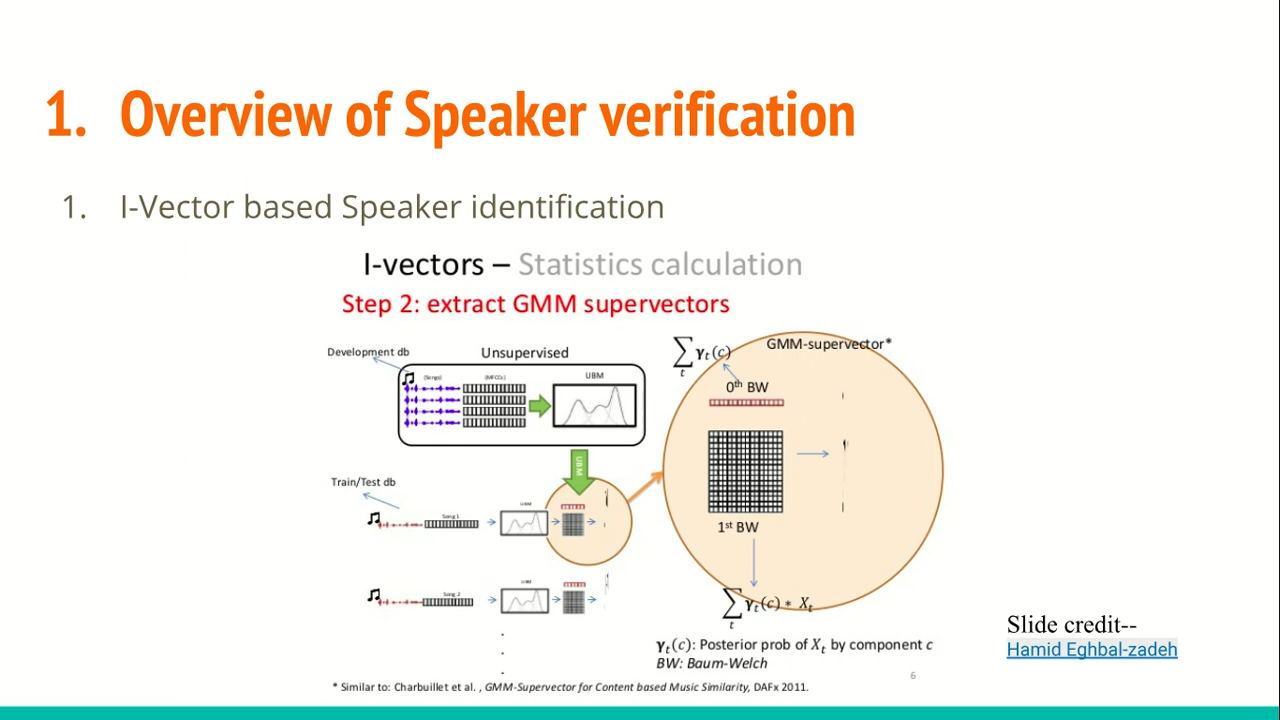 1. Overview of Speaker verification
1. I-Vector based Speaker identification
I-vectors – Statistics calculation
Step 2: extract GMM supervectors
Development db
Unsupervised
(Songs)
(MFCCs)
UBM
UBM
Train/Test db
Song 1
UBM
Song 2
UBM
∑γₜ(c)
t
GMM-supervector*
0th BW
1st BW
∑γₜ(c) * Xₜ
t
γₜ(c): Posterior prob of Xₜ by component c
BW: Baum-Welch
Slide credit--
Hamid Eghbal-zadeh
6
* Similar to: Charbuillet et al. , GMM-Supervector for Content based Music Similarity, DAFx 2011.